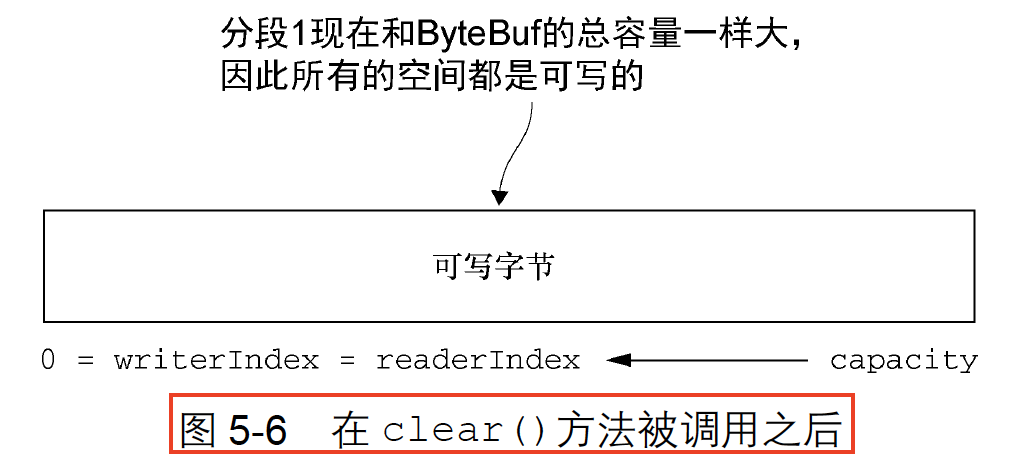 分段1现在和ByteBuf的总容量一样大,
因此所有的空间都是可写的
可写字节
0 = writerIndex = readerIndex capacity
图 5-6 在 clear()方法被调用之后